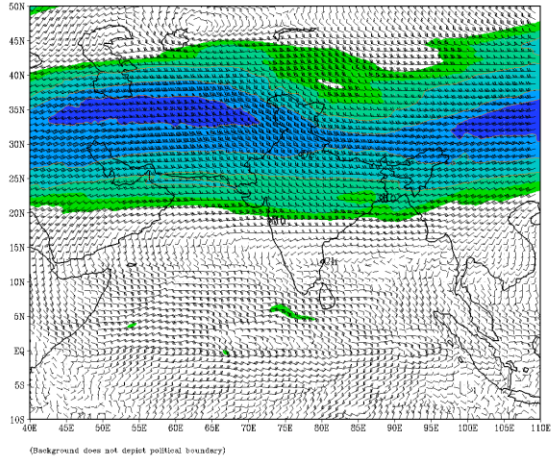 50N
45N
40N
35N
30N
25N
20N
15N
10N
5N
EQ
5S
10S
40E 45E 50E 55E 60E 65E 70E 75E 80E 85E 90E 95E 100E 105E 110E
(Background does not depict political boundary)